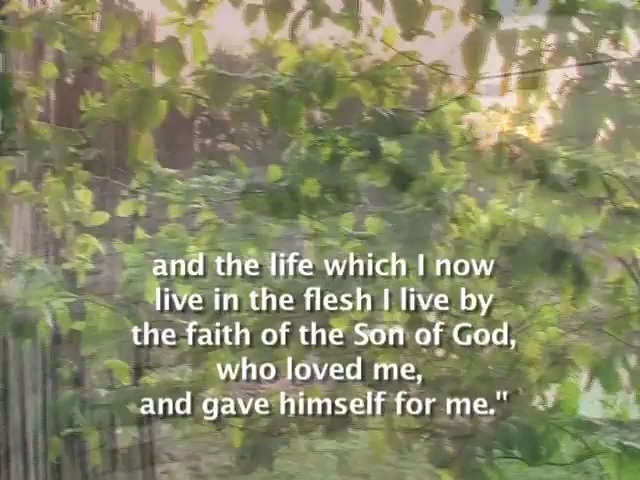 and the life which I now
live in the flesh I live by
the faith of the Son of God,
who loved me,
and gave himself for me."